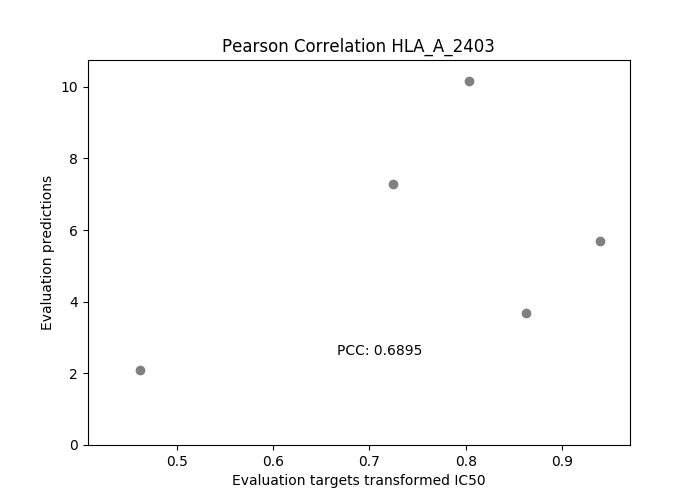 Pearson Correlation HLA_A_2403
10
8
6
4
2
0
Evaluation predictions
PCC: 0.6895
0.5 0.6 0.7 0.8 0.9
Evaluation targets transformed IC50